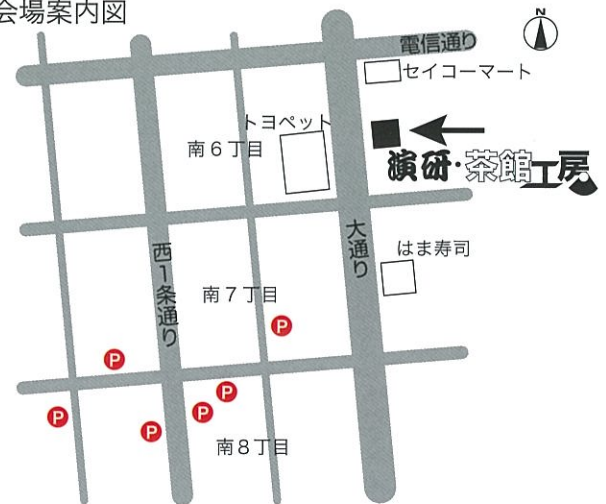 会場案内図
N
電信通り
セイコーマート
トヨペット
南6丁目
演研・茶館工房
大通り
西1条通り
はま寿司
南7丁目
P
P
P
P
P
P
南8丁目